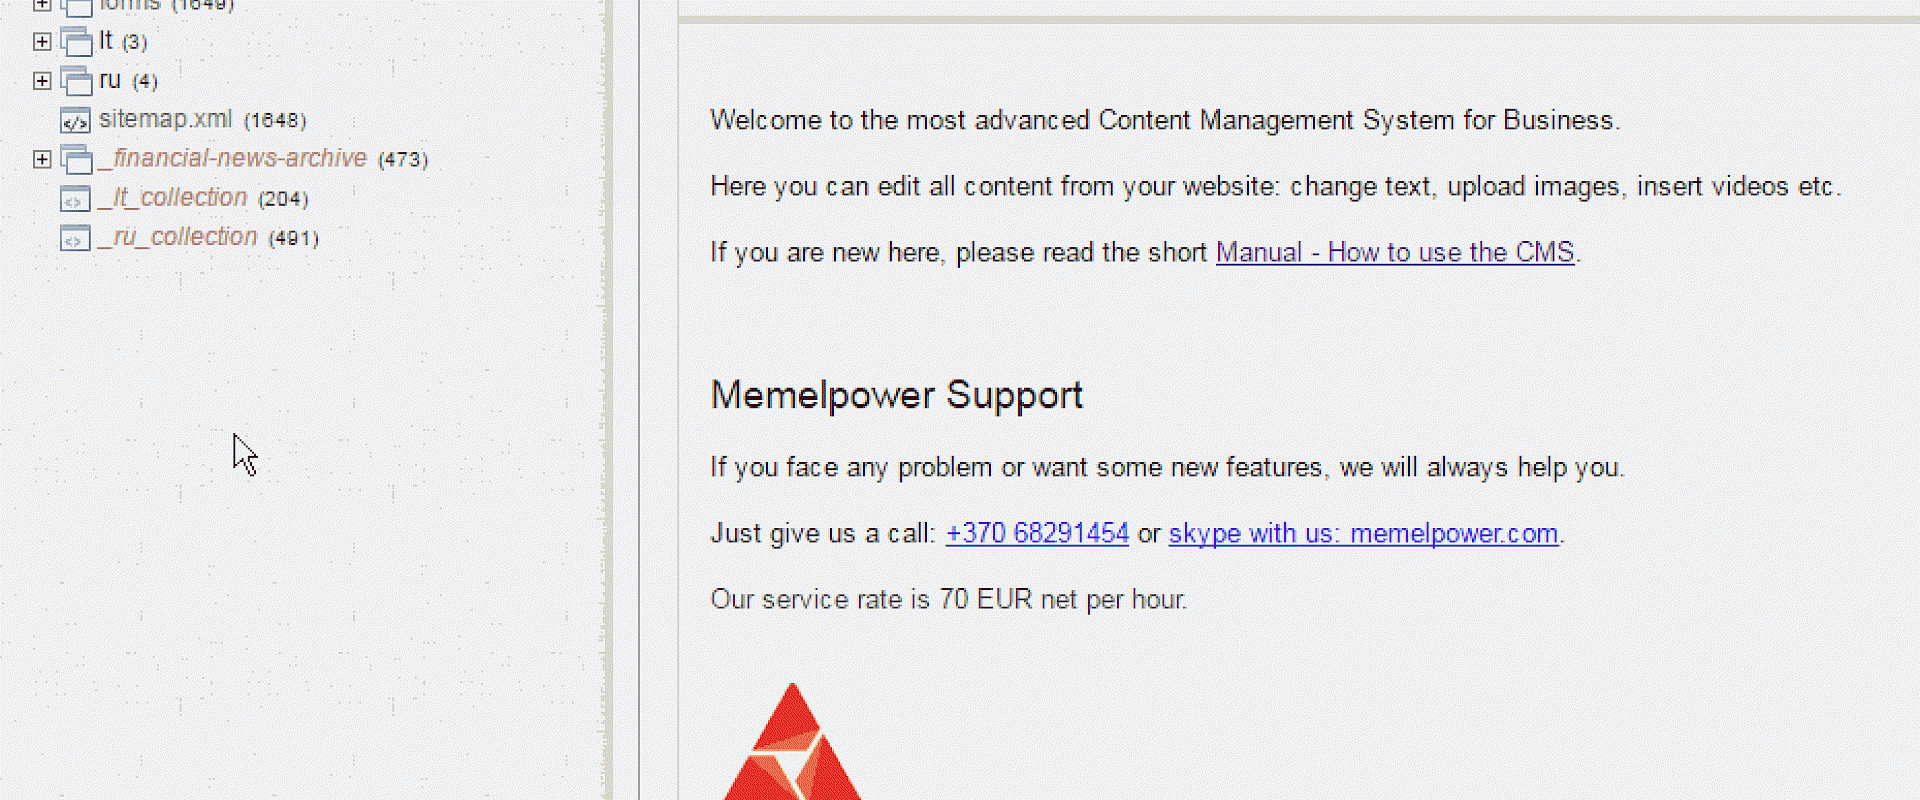 forms (1649)
lt (3)
ru (4)
sitemap.xml (1648)
_financial-news-archive (473)
_lt_collection (204)
_ru_collection (491)
Welcome to the most advanced Content Management System for Business.
Here you can edit all content from your website: change text, upload images, insert videos etc.
If you are new here, please read the short Manual - How to use the CMS.
Memelpower Support
If you face any problem or want some new features, we will always help you.
Just give us a call: +370 68291454 or skype with us: memelpower.com.
Our service rate is 70 EUR net per hour.